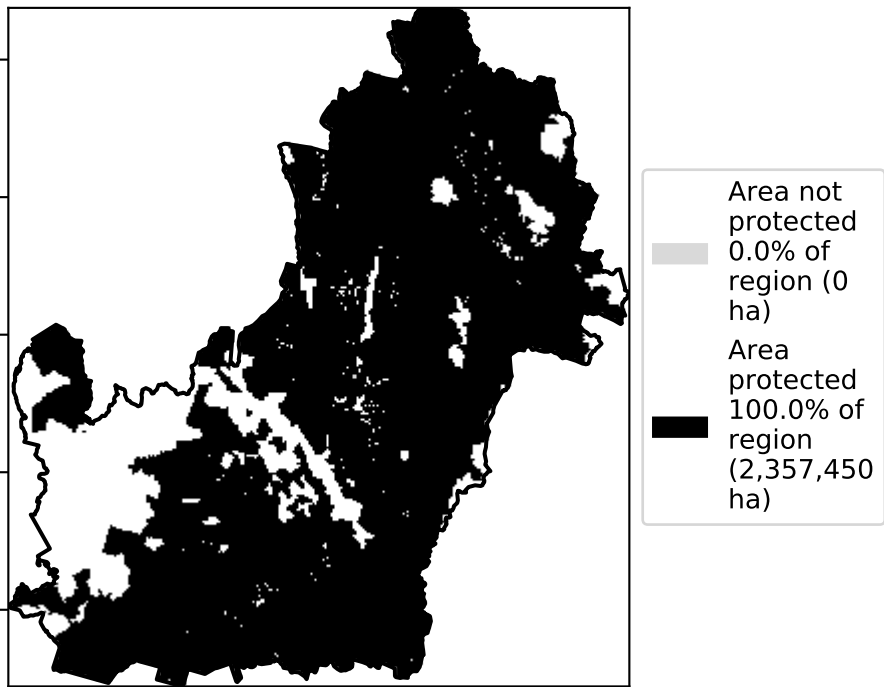 Area not
protected
0.0% of
region (0
ha)
Area
protected
100.0% of
region
(2,357,450
ha)